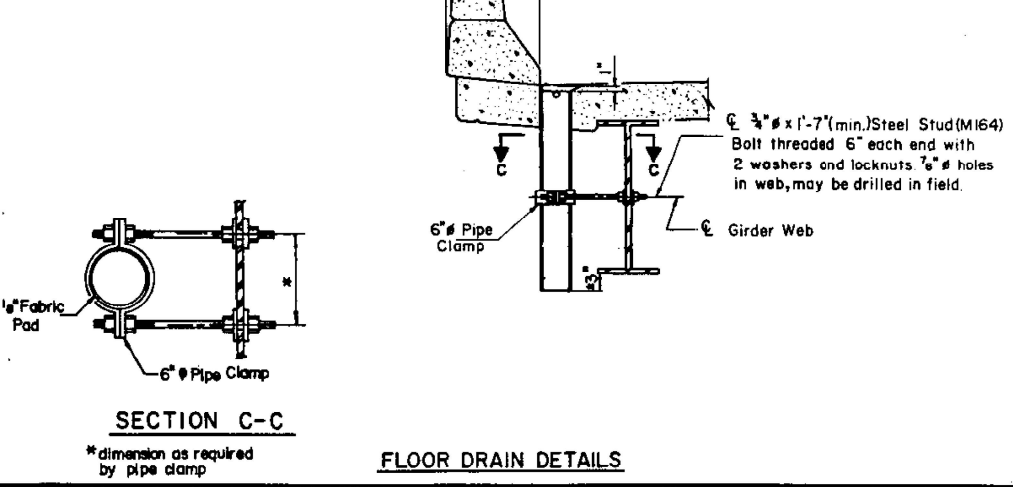 1"
℄ 3/4" ø x 1'-7"(min.)Steel Stud(M164)
Bolt threaded 6" each end with
2 washers and locknuts. 7/8" ø holes
in web, may be drilled in field.
C
C
6" ø Pipe
Clamp
℄ Girder Web
3"
*
1/8" Fabric
Pad
6" ø Pipe Clamp
SECTION C-C
*dimension as required
by pipe clamp
FLOOR DRAIN DETAILS